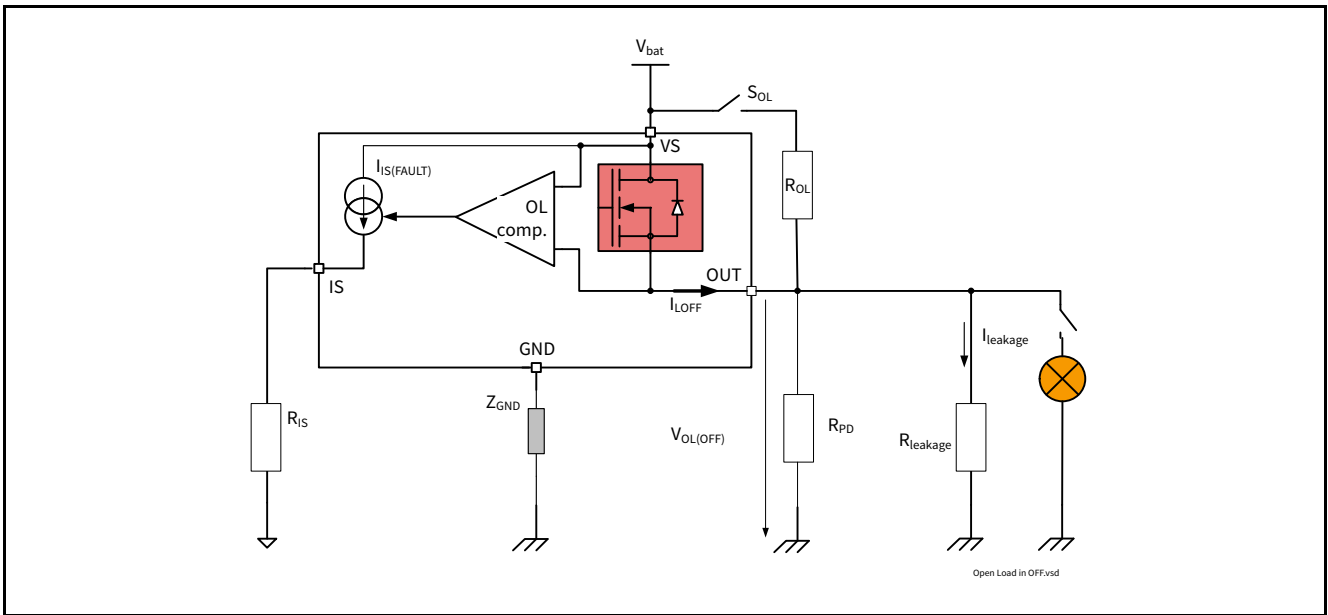 Vbat
SOL
VS
IIS(FAULT)
ROL
OL
comp.
OUT
IS
ILOFF
GND
Ileakage
ZGND
RIS
VOL(OFF)
RPD
Rleakage
Open Load in OFF.vsd